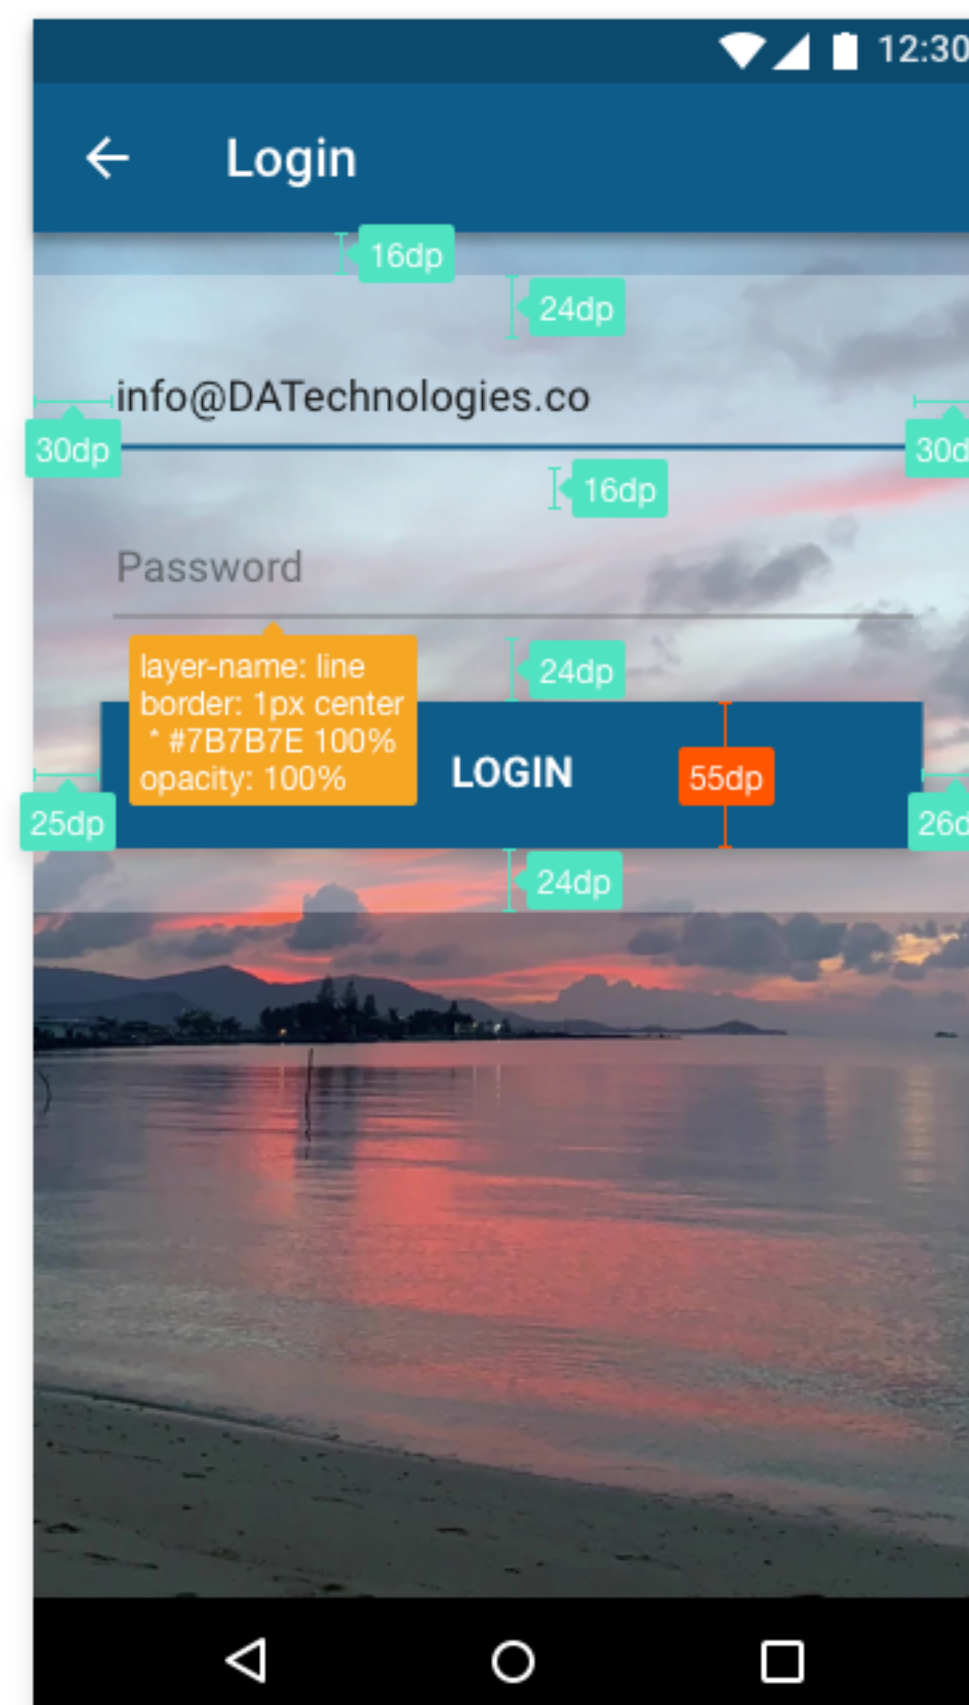 12:30
Login
16dp
24dp
info@DATechnologies.co
30dp
30d
16dp
Password
layer-name: line
border: 1px center
* #7B7B7E 100%
opacity: 100%
24dp
LOGIN
55dp
25dp
26d
24dp